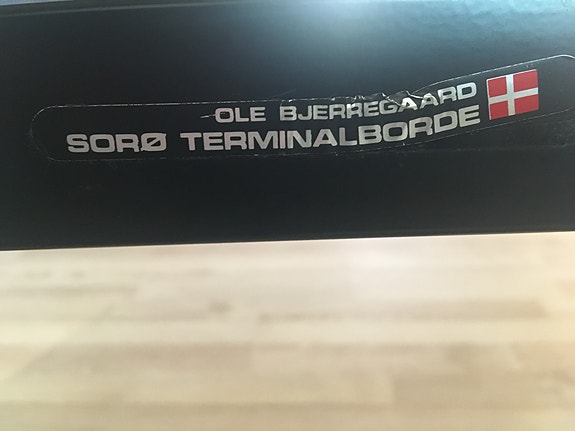 OLE BJERREGAARD
SORØ TERMINALBORDE